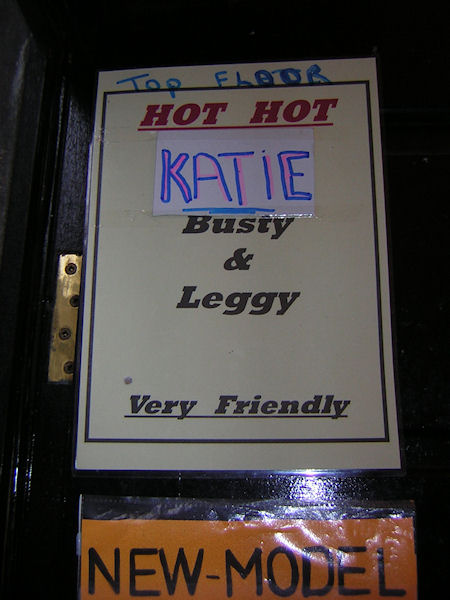 TOP FLOOR
HOT HOT
KATIE
Busty
&
Leggy
Very Friendly
NEW-MODEL